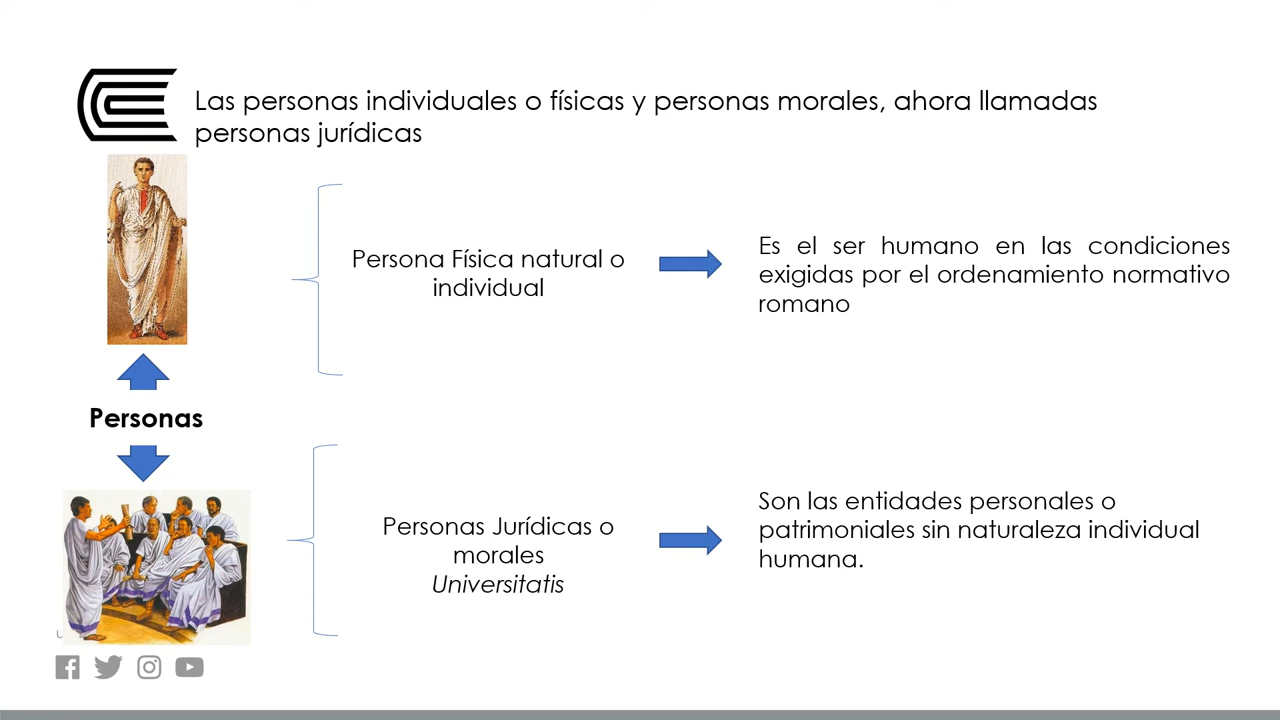 Las personas individuales o físicas y personas morales, ahora llamadas
personas jurídicas
Persona Física natural o
individual
Es el ser humano en las condiciones
exigidas por el ordenamiento normativo
romano
Personas
Personas Jurídicas o
morales
Universitatis
Son las entidades personales o
patrimoniales sin naturaleza individual
humana.